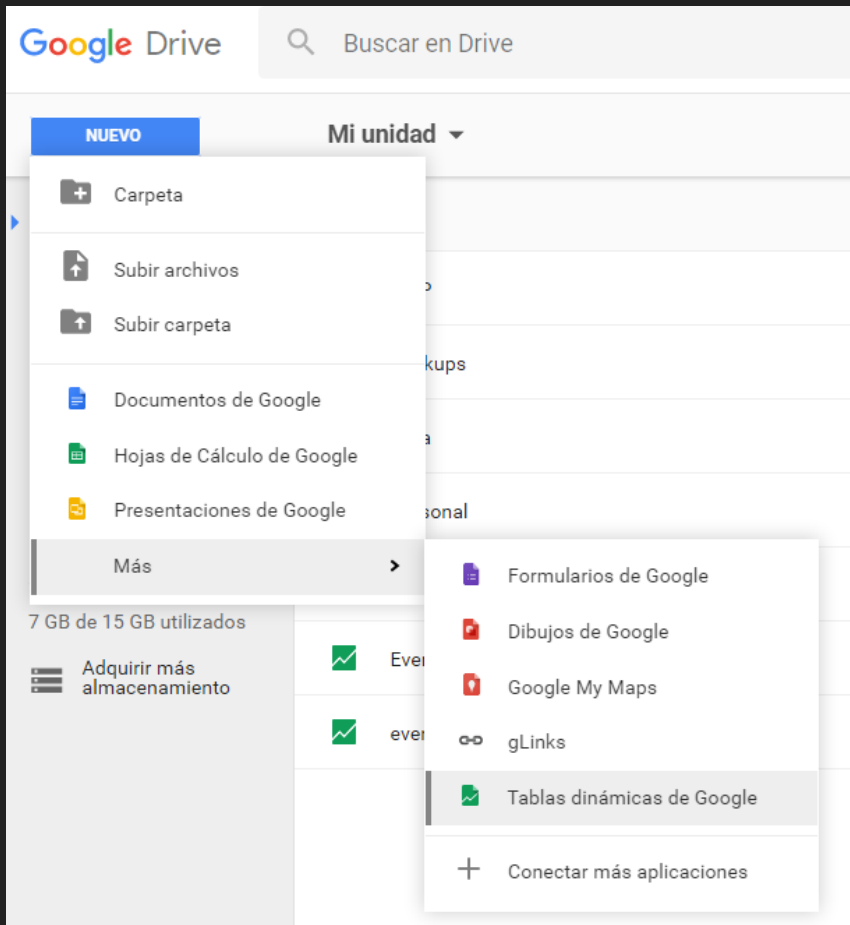 Google Drive
Buscar en Drive
NUEVO
Mi unidad
Carpeta
Subir archivos
Subir carpeta
kups
Documentos de Google
Hojas de Cálculo de Google
Presentaciones de Google
sonal
Más
Formularios de Google
7 GB de 15 GB utilizados
Dibujos de Google
Adquirir más
almacenamiento
Google My Maps
gLinks
Tablas dinámicas de Google
Conectar más aplicaciones